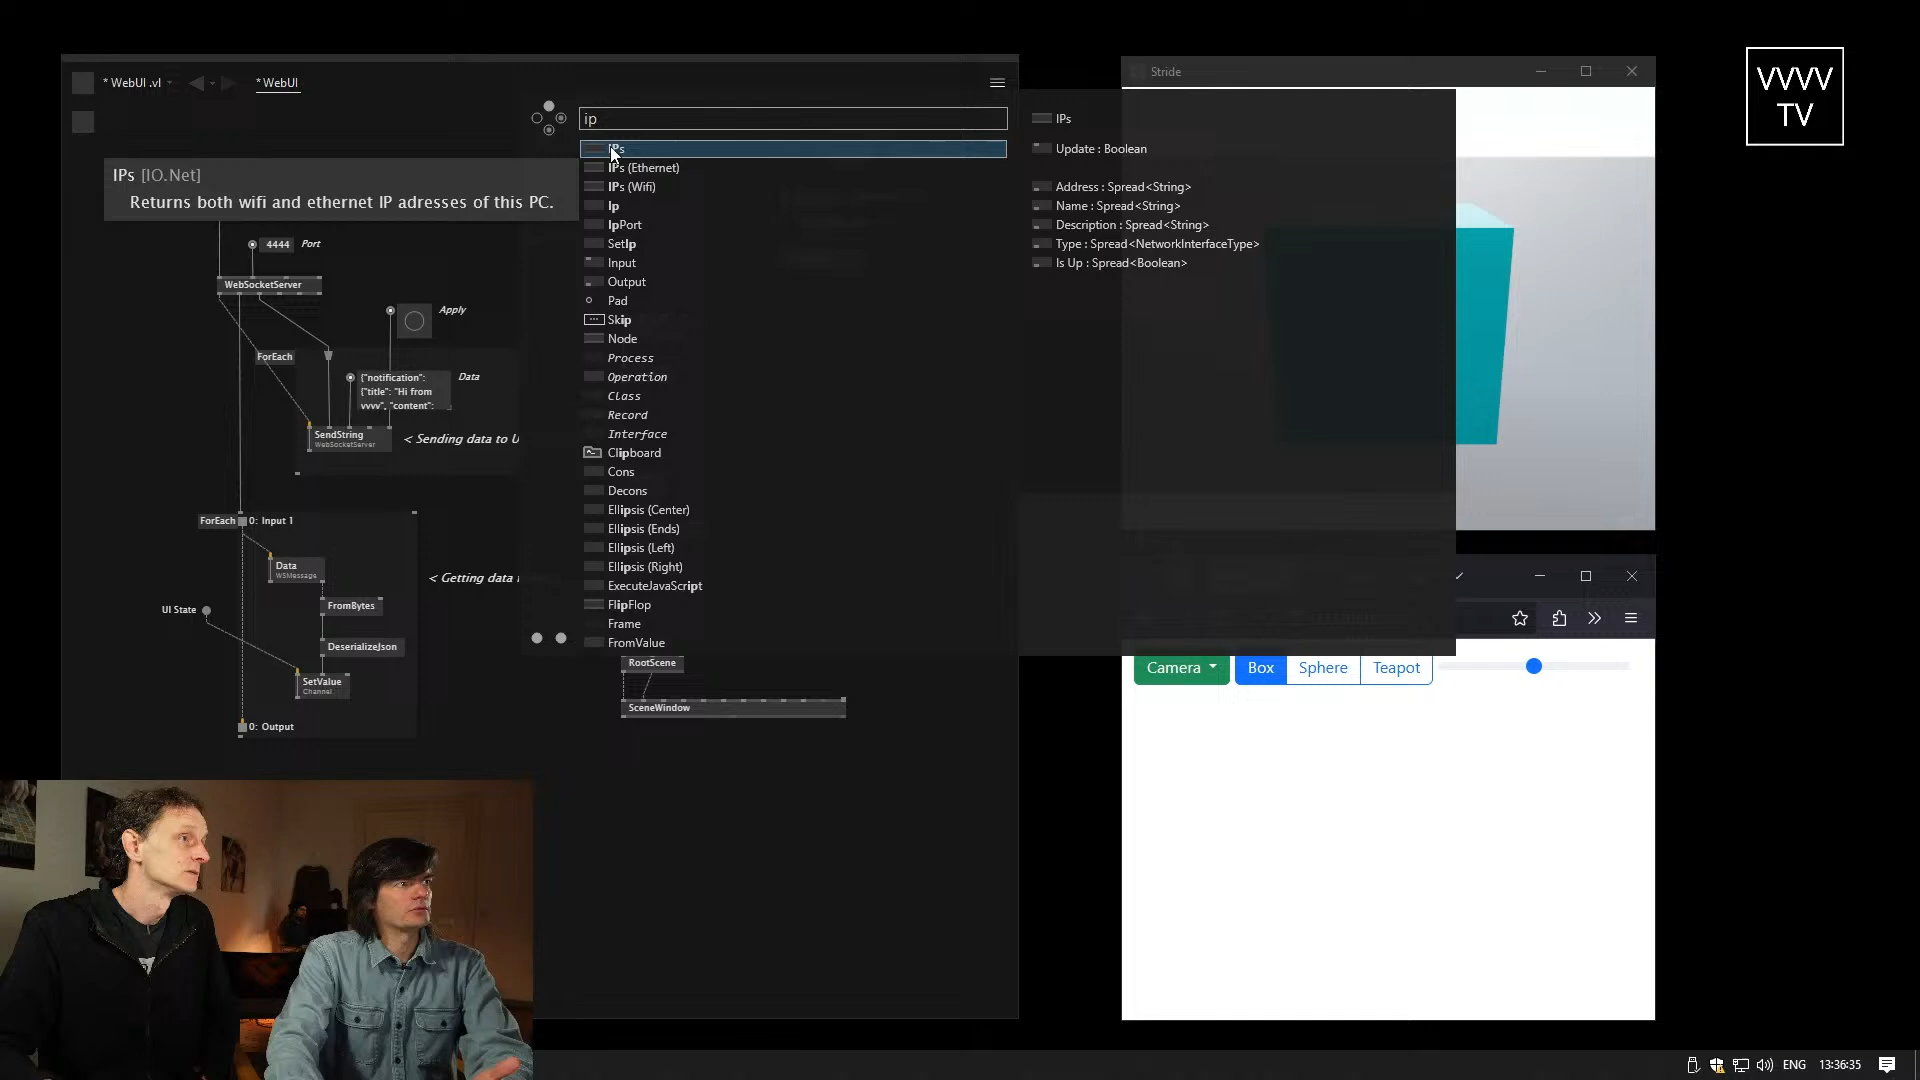 * WebUI .vl
* WebUI
Stride
VVVV
TV
ip
IPs
Update : Boolean
Address : Spread<String>
Name : Spread<String>
Description : Spread<String>
Type : Spread<NetworkInterfaceType>
Is Up : Spread<Boolean>
IPs [IO.Net]
Returns both wifi and ethernet IP adresses of this PC.
IPs
IPs (Ethernet)
IPs (Wifi)
Ip
IpPort
SetIp
Input
Output
Pad
Skip
Node
Process
Operation
Class
Record
Interface
Clipboard
Cons
Decons
Ellipsis (Center)
Ellipsis (Ends)
Ellipsis (Left)
Ellipsis (Right)
ExecuteJavaScript
FlipFlop
Frame
FromValue
4444 Port
WebSocketServer
Apply
ForEach
{"notification":
{"title": "Hi from
vvvv", "content":
Data
SendString
WebSocketServer
< Sending data to U
ForEach 0: Input 1
Data
WSMessage
< Getting data
FromBytes
UI State
DeserializeJson
SetValue
Channel
0: Output
RootScene
SceneWindow
Camera
Box
Sphere
Teapot
ENG
13:36:35